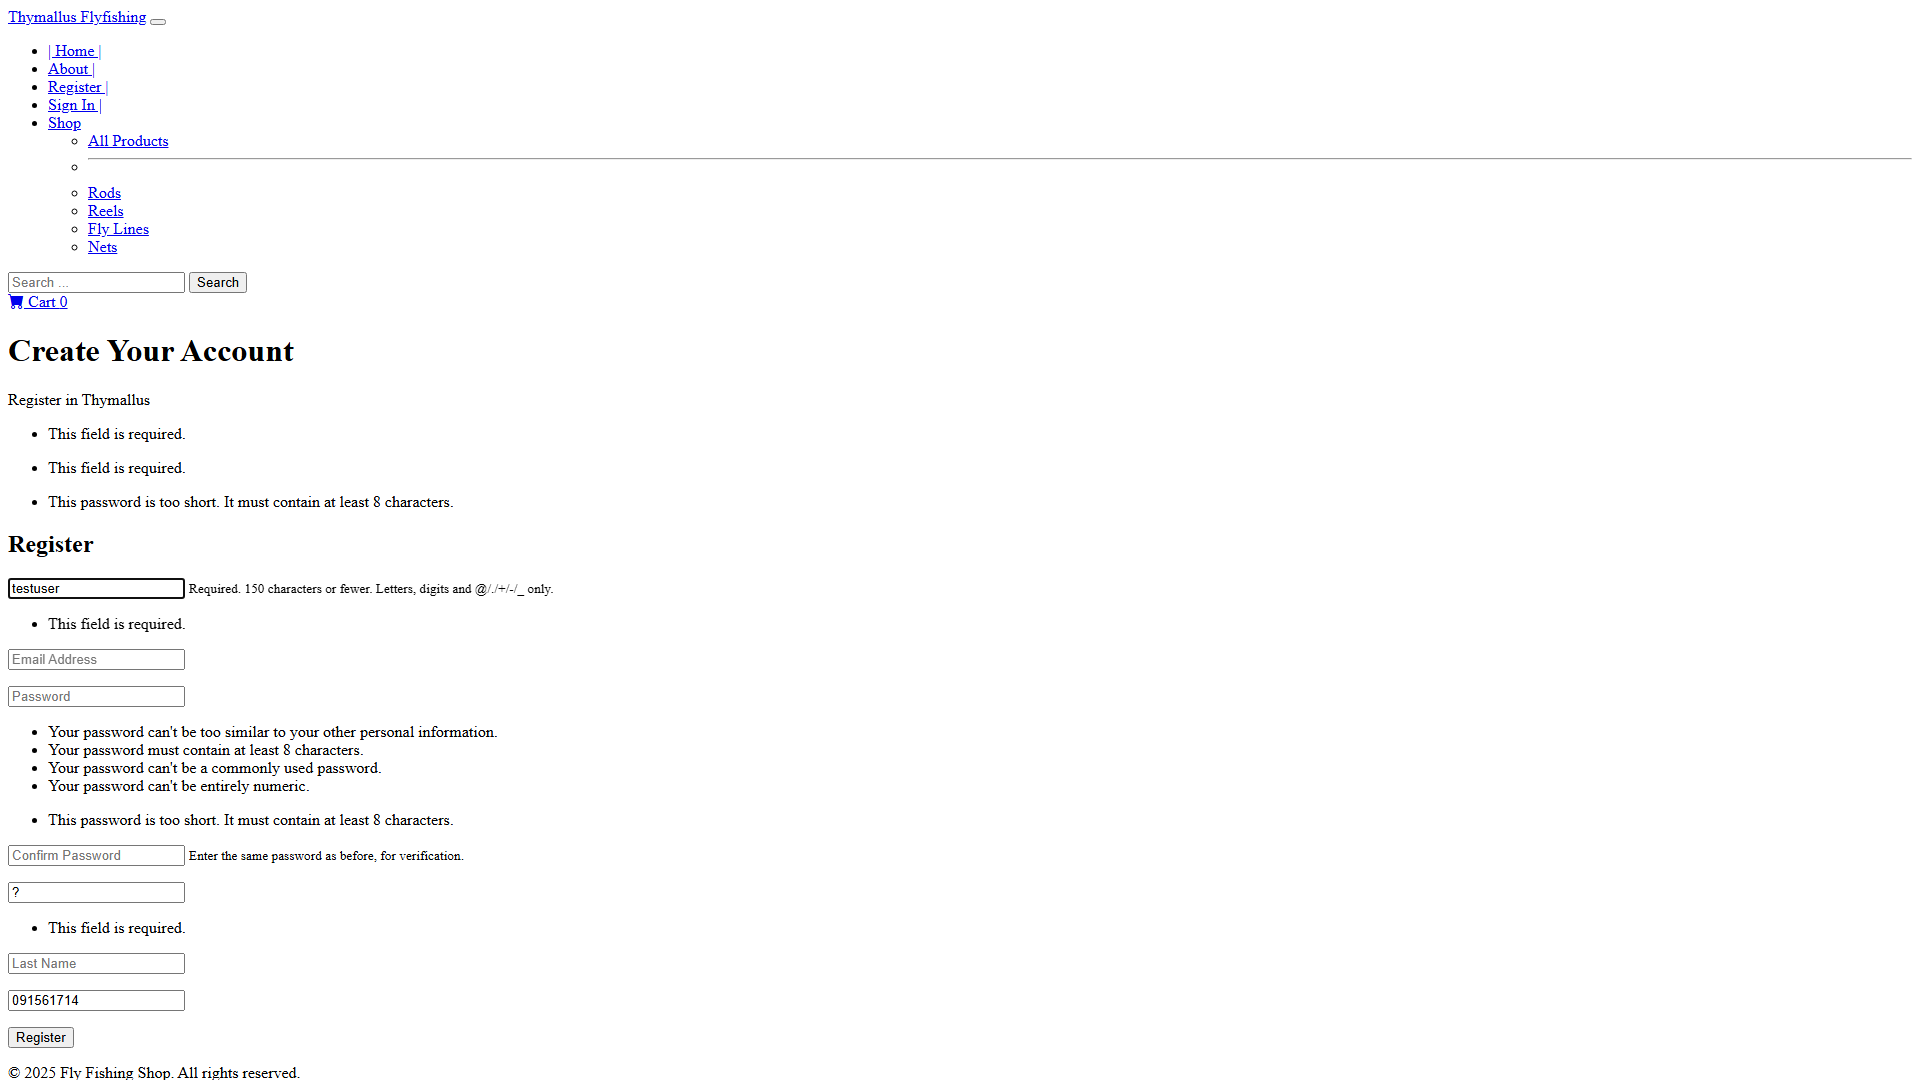 Thymallus Flyfishing
| Home |
About |
Register |
Sign In |
Shop
All Products
Rods
Reels
Fly Lines
Nets
Search ... Search
Cart 0
Create Your Account
Register in Thymallus
This field is required.
This field is required.
This password is too short. It must contain at least 8 characters.
Register
testuser Required. 150 characters or fewer. Letters, digits and @/./+/-/_ only.
This field is required.
Email Address
Password
Your password can't be too similar to your other personal information.
Your password must contain at least 8 characters.
Your password can't be a commonly used password.
Your password can't be entirely numeric.
This password is too short. It must contain at least 8 characters.
Confirm Password Enter the same password as before, for verification.
?
This field is required.
Last Name
091561714
Register
© 2025 Fly Fishing Shop. All rights reserved.